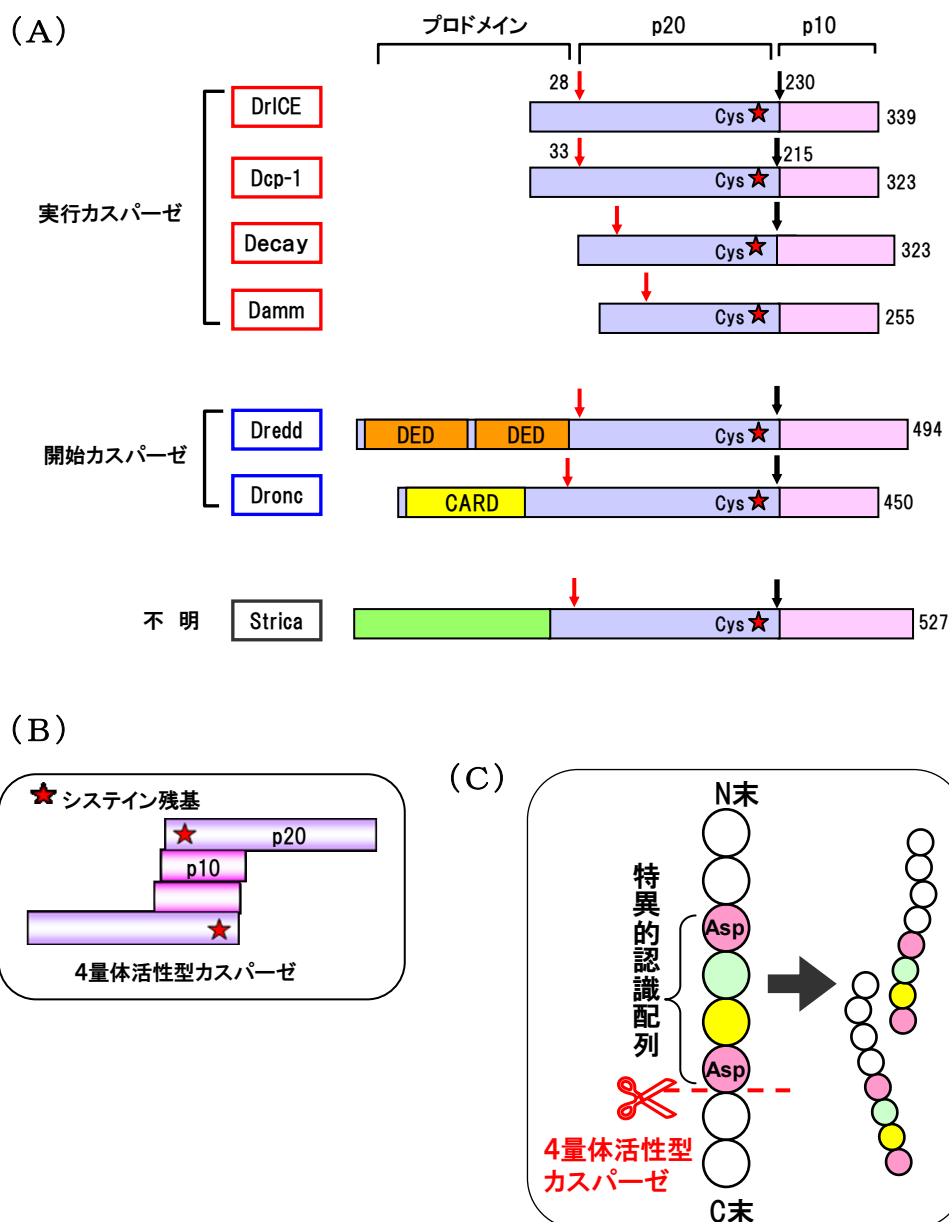 (A)
プロドメイン p20 p10
28 230
DrICE Cys 339
33 215
Dcp-1 Cys
323
実行カスパーゼ
Decay Cys 323
Damm Cys 255
Dredd DED DED Cys 494
開始カスパーゼ
Dronc CARD Cys 450
不 明 Strica Cys 527
(B)
システイン残基
p20
p10
4量体活性型カスパーゼ
(C)
N末
特異的認識配列
Asp
Asp
4量体活性型
カスパーゼ
C末